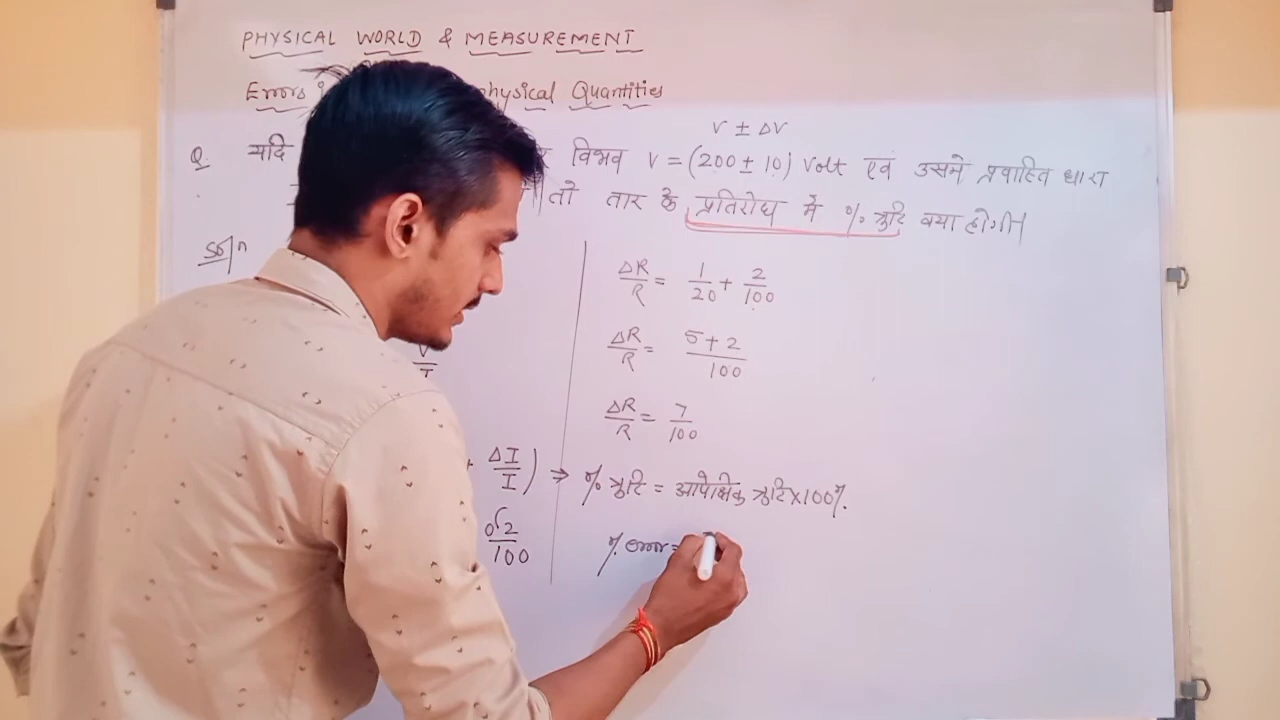 PHYSICAL WORLD & MEASUREMENT
Errors physical Quantities
V ± ΔV
Q. यदि विभव V = (200 ± 10) Volt एवं उसमे प्रवाहित धारा
तो तार के प्रतिरोध मे % त्रुटि क्या होगी।
Soln
V
I
ΔI
I
) ⇒
0.2
100
ΔR/R = 1/20 + 2/100
ΔR/R = 5+2/100
ΔR/R = 7/100
% त्रुटि = आपेक्षिक त्रुटि × 100%
% error =